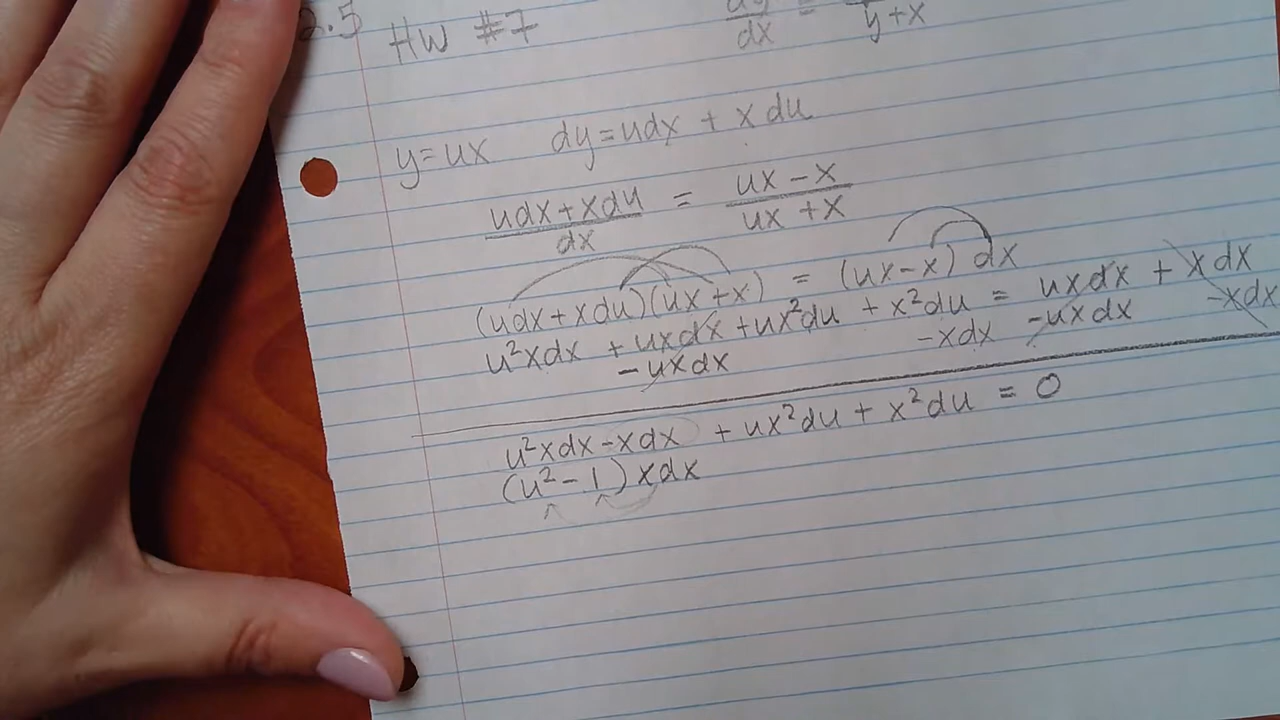 2.5 HW #7 dy/dx = /y+x
y=ux dy=udx + xdu
udx+xdu/dx = ux-x/ux+x
(udx+xdu)(ux+x) = (ux-x)dx
u²xdx + uxdx + ux²du + x²du = uxdx + xdx
-uxdx -xdx -uxdx -xdx
u²xdx-xdx + ux²du + x²du = 0
(u²-1)xdx